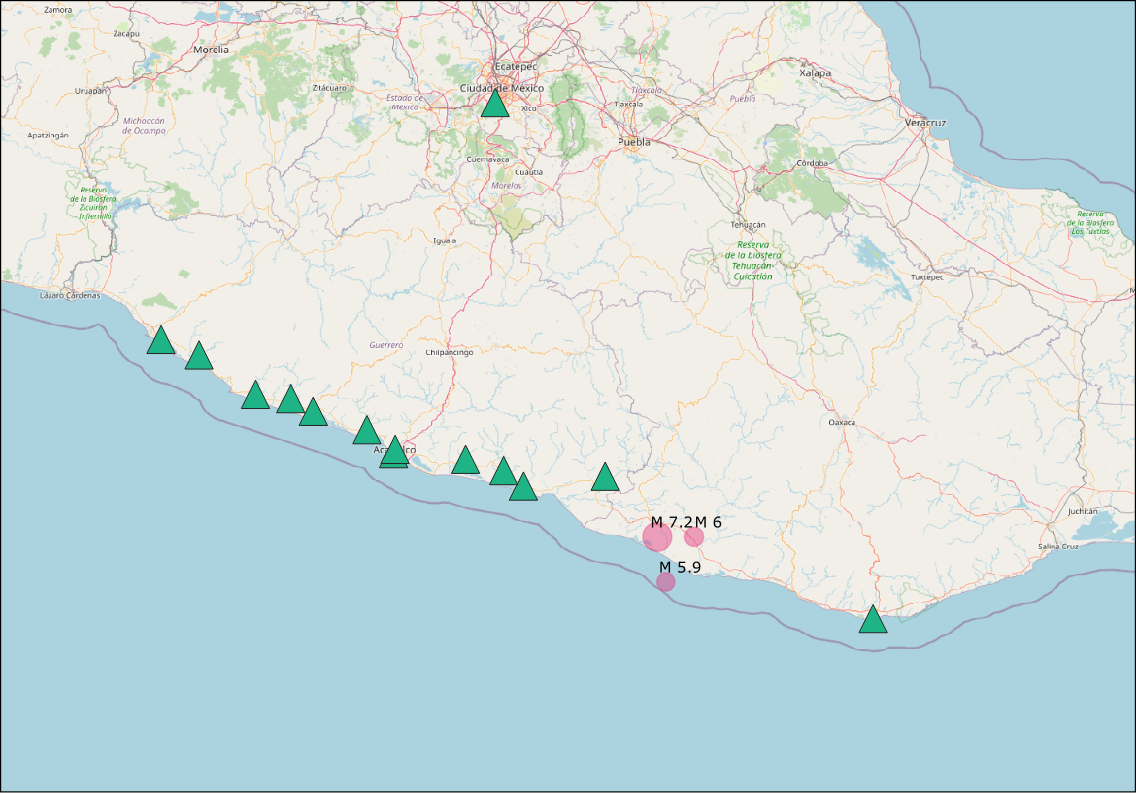 Zamora
Zacapu
Morelia
Ecatepec
Xalapa
Uruapan
Zitácuaro
Ciudad de México
Tlaxcala
Puebla
Estado de
México
Xico
Tlaxcala
Michoacán
de Ocampo
Veracruz
Apatzingán
Puebla
Cuernavaca
Córdoba
Cuautla
Morelos
Reserva
de la Biosfera
Zicuirán
Infiernillo
Reserva
de la Biosfera
Los Tuxtlas
Tehuacán
Iguala
Reserva
de la Biosfera
Tehuacán-
Cuicatlán
Tuxtepec
Lázaro Cárdenas
M
Guerrero
Chilpancingo
Oaxaca
Juchitán
M 7.2
M 6
Salina Cruz
M 5.9